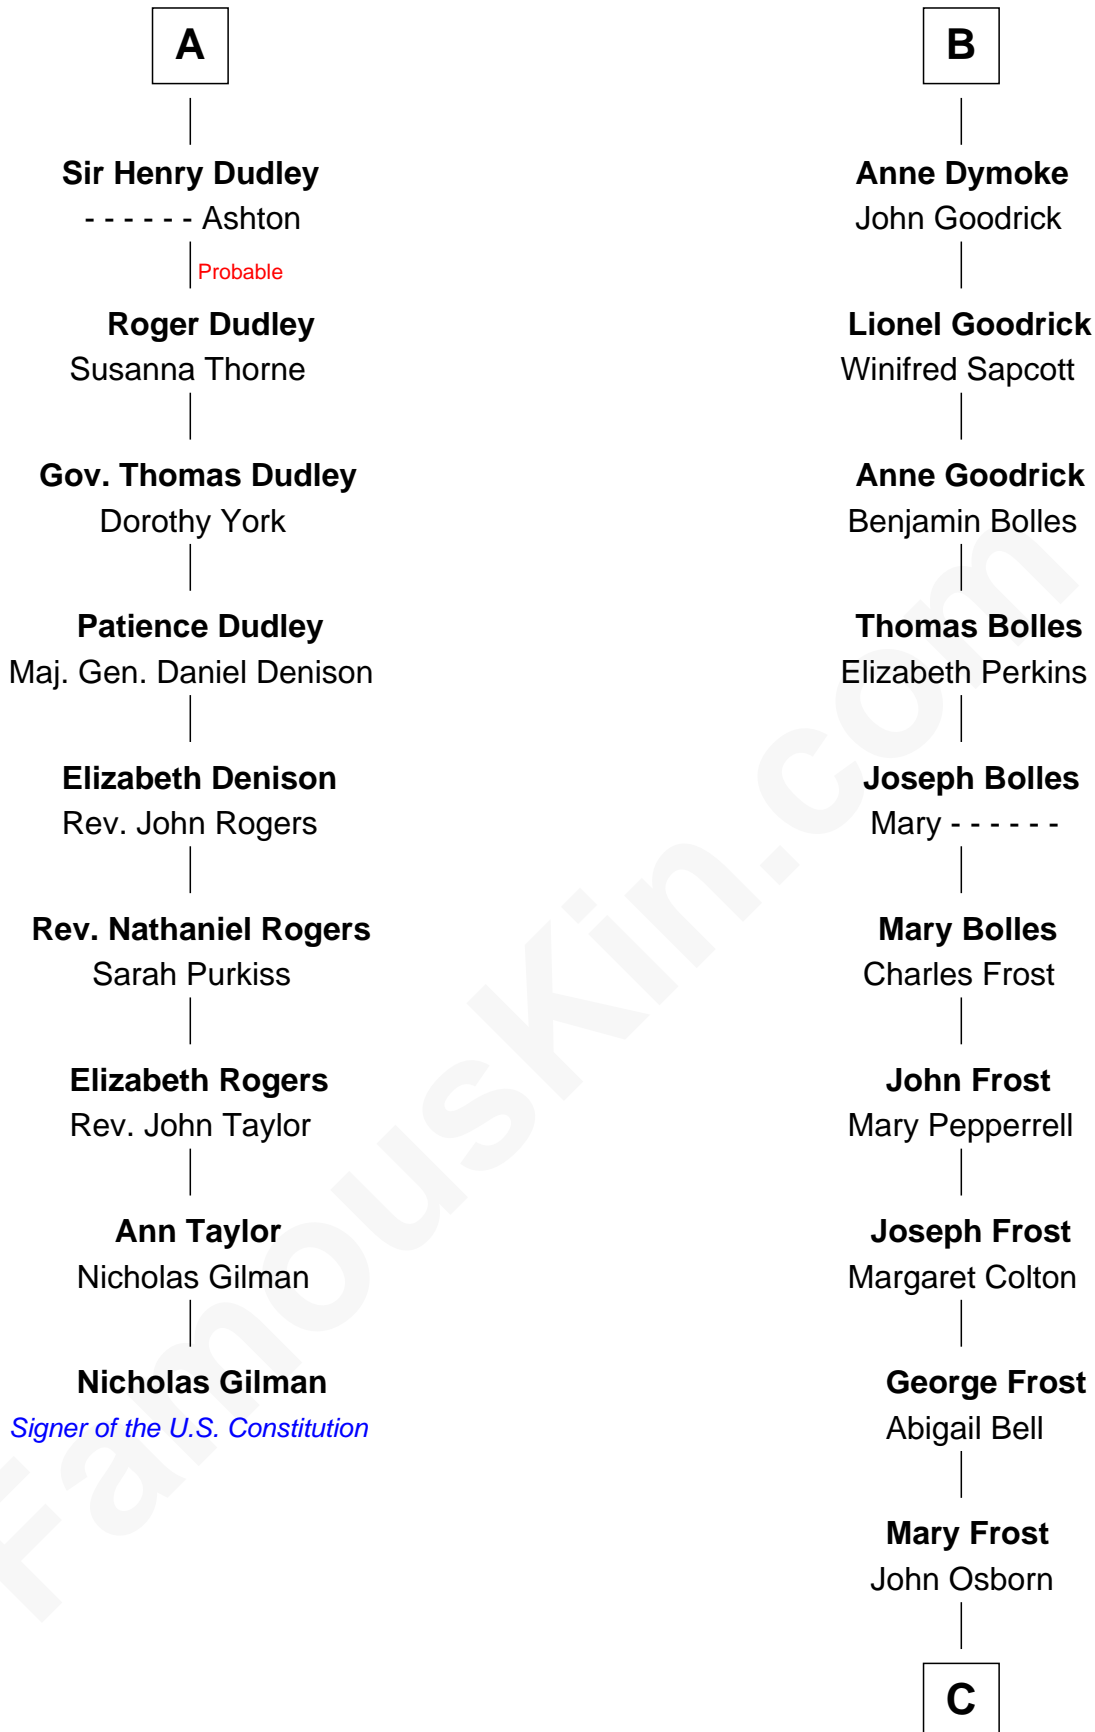 A
Sir Henry Dudley
- - - - - - Ashton
Probable
Roger Dudley
Susanna Thorne
Gov. Thomas Dudley
Dorothy York
Patience Dudley
Maj. Gen. Daniel Denison
Elizabeth Denison
Rev. John Rogers
Rev. Nathaniel Rogers
Sarah Purkiss
Elizabeth Rogers
Rev. John Taylor
Ann Taylor
Nicholas Gilman
Nicholas Gilman
Signer of the U.S. Constitution
B
Anne Dymoke
John Goodrick
Lionel Goodrick
Winifred Sapcott
Anne Goodrick
Benjamin Bolles
Thomas Bolles
Elizabeth Perkins
Joseph Bolles
Mary - - - - - -
Mary Bolles
Charles Frost
John Frost
Mary Pepperrell
Joseph Frost
Margaret Colton
George Frost
Abigail Bell
Mary Frost
John Osborn
C
FamousKin.com